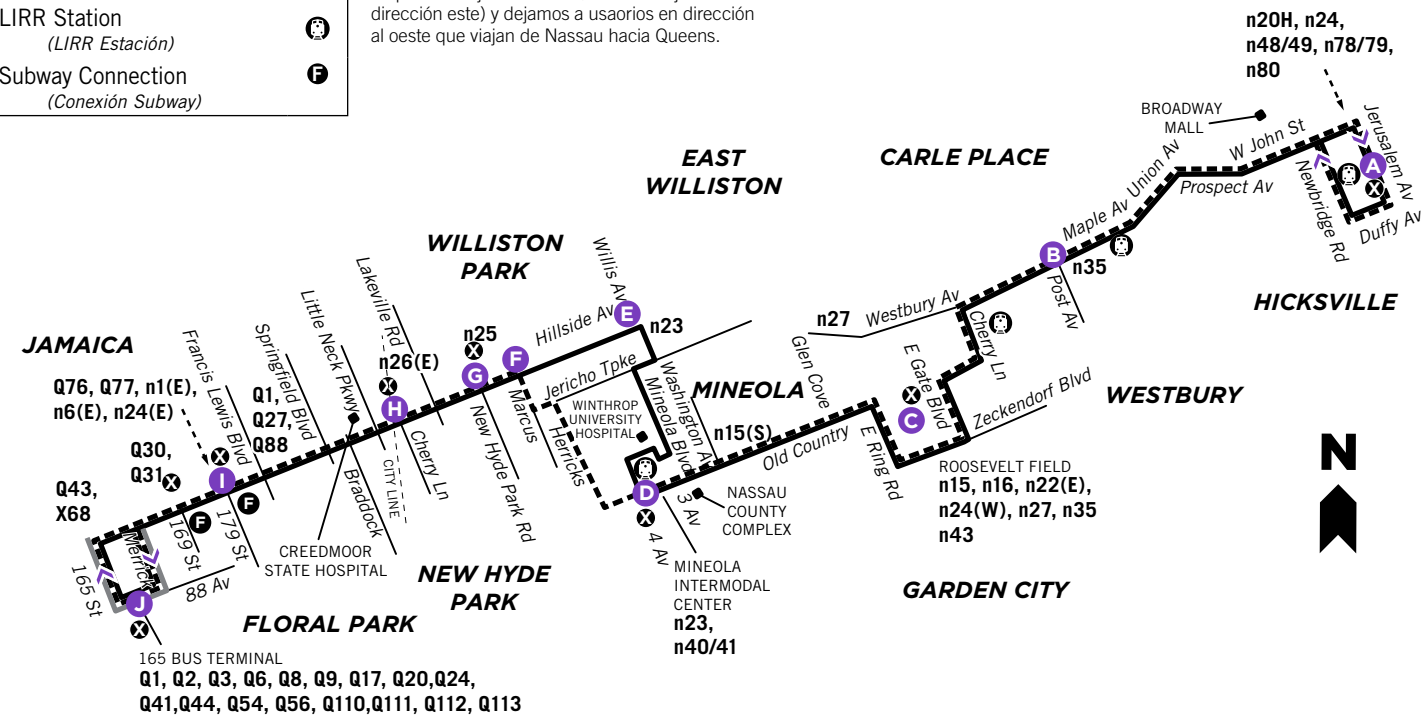 LIRR Station
(LIRR Estación)
Subway Connection
F
(Conexión Subway)
dirección este) y dejamos a usaorios en dirección
al oeste que viajan de Nassau hacia Queens.
n20H, n24,
n48/49, n78/79,
n80
BROADWAY
MALL
Jerusalem Av
W John St
A
X
Newbridge Rd
Duffy Av
Prospect Av
Union Av
Maple Av
B
n35
Post Av
HICKSVILLE
CARLE PLACE
EAST
WILLISTON
WILLISTON
PARK
Willis Av
E
n23
Hillside Av
Westbury Av
n27
Cherry Ln
E Gate Blvd
X
C
Zeckendorf Blvd
WESTBURY
Glen Cove
E Ring Rd
Old Country
ROOSEVELT FIELD
n15, n16, n22(E),
n24(W), n27, n35
n43
MINEOLA
n15(S)
Washington Av
Mineola Blvd
Jericho Tpke
WINTHROP
UNIVERSITY
HOSPITAL
D
X
3 Av
4 Av
NASSAU
COUNTY
COMPLEX
MINEOLA
INTERMODAL
CENTER
n23,
n40/41
GARDEN CITY
N
Herricks
Marcus
F
n25
X
G
New Hyde Park Rd
Lakeville Rd
n26(E)
X
H
Cherry Ln
CITY LINE
Little Neck Pkwy
Braddock
Springfield Blvd
Q1,
Q27,
Q88
Francis Lewis Blvd
JAMAICA
Q76, Q77, n1(E),
n6(E), n24(E)
X
I
F
Q30,
Q31
X
F
Q43,
X68
169 St
179 St
CREEDMOOR
STATE HOSPITAL
NEW HYDE
PARK
FLORAL PARK
Merrick
165 St
88 Av
J
X
165 BUS TERMINAL
Q1, Q2, Q3, Q6, Q8, Q9, Q17, Q20,Q24,
Q41,Q44, Q54, Q56, Q110,Q111, Q112, Q113